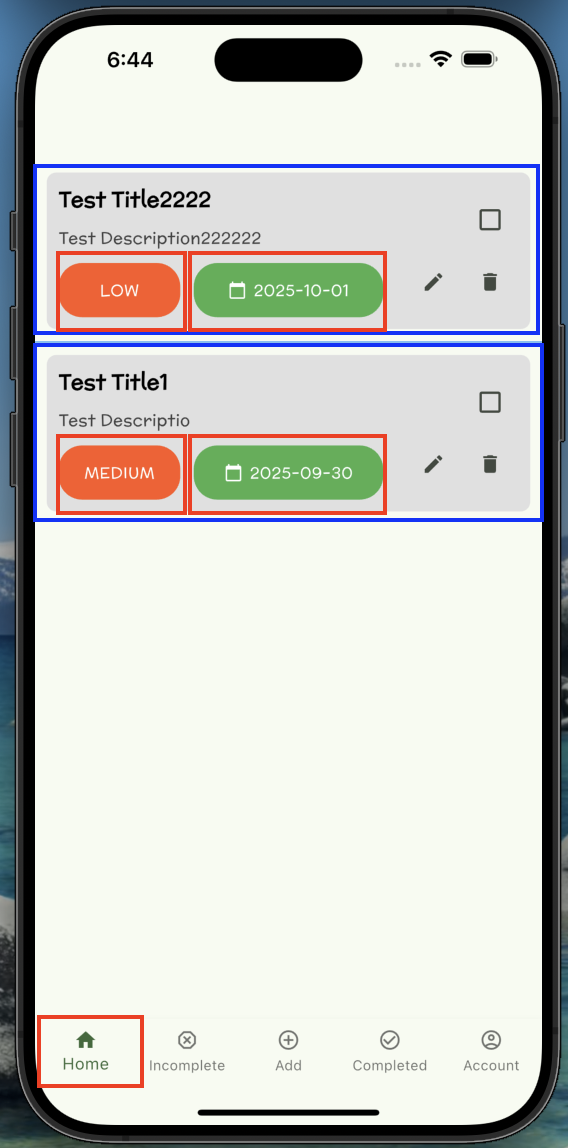 6:44
Test Title2222
Test Description222222
LOW 2025-10-01
Test Title1
Test Descriptio
MEDIUM 2025-09-30
Home Incomplete Add Completed Account